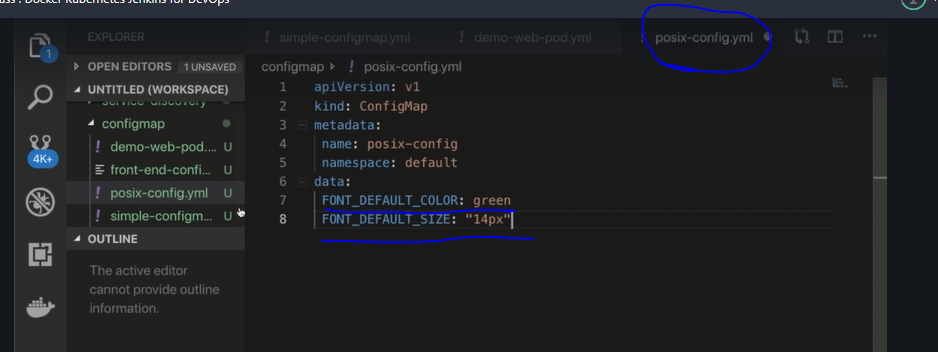 : Docker Kubernetes Jenkins for DevOps
1
EXPLORER
simple-configmap.yml
demo-web-pod.yml
posix-config.yml
OPEN EDITORS 1 UNSAVED
UNTITLED (WORKSPACE)
service-discovery
configmap
demo-web-pod.... U
front-end-confi... U
posix-config.yml U
simple-configm... U
OUTLINE
The active editor
cannot provide outline
information.
4K+
configmap ▸ ! posix-config.yml
1 apiVersion: v1
2 kind: ConfigMap
3 metadata:
4 name: posix-config
5 namespace: default
6 data:
7 FONT_DEFAULT_COLOR: green
8 FONT_DEFAULT_SIZE: "14px"